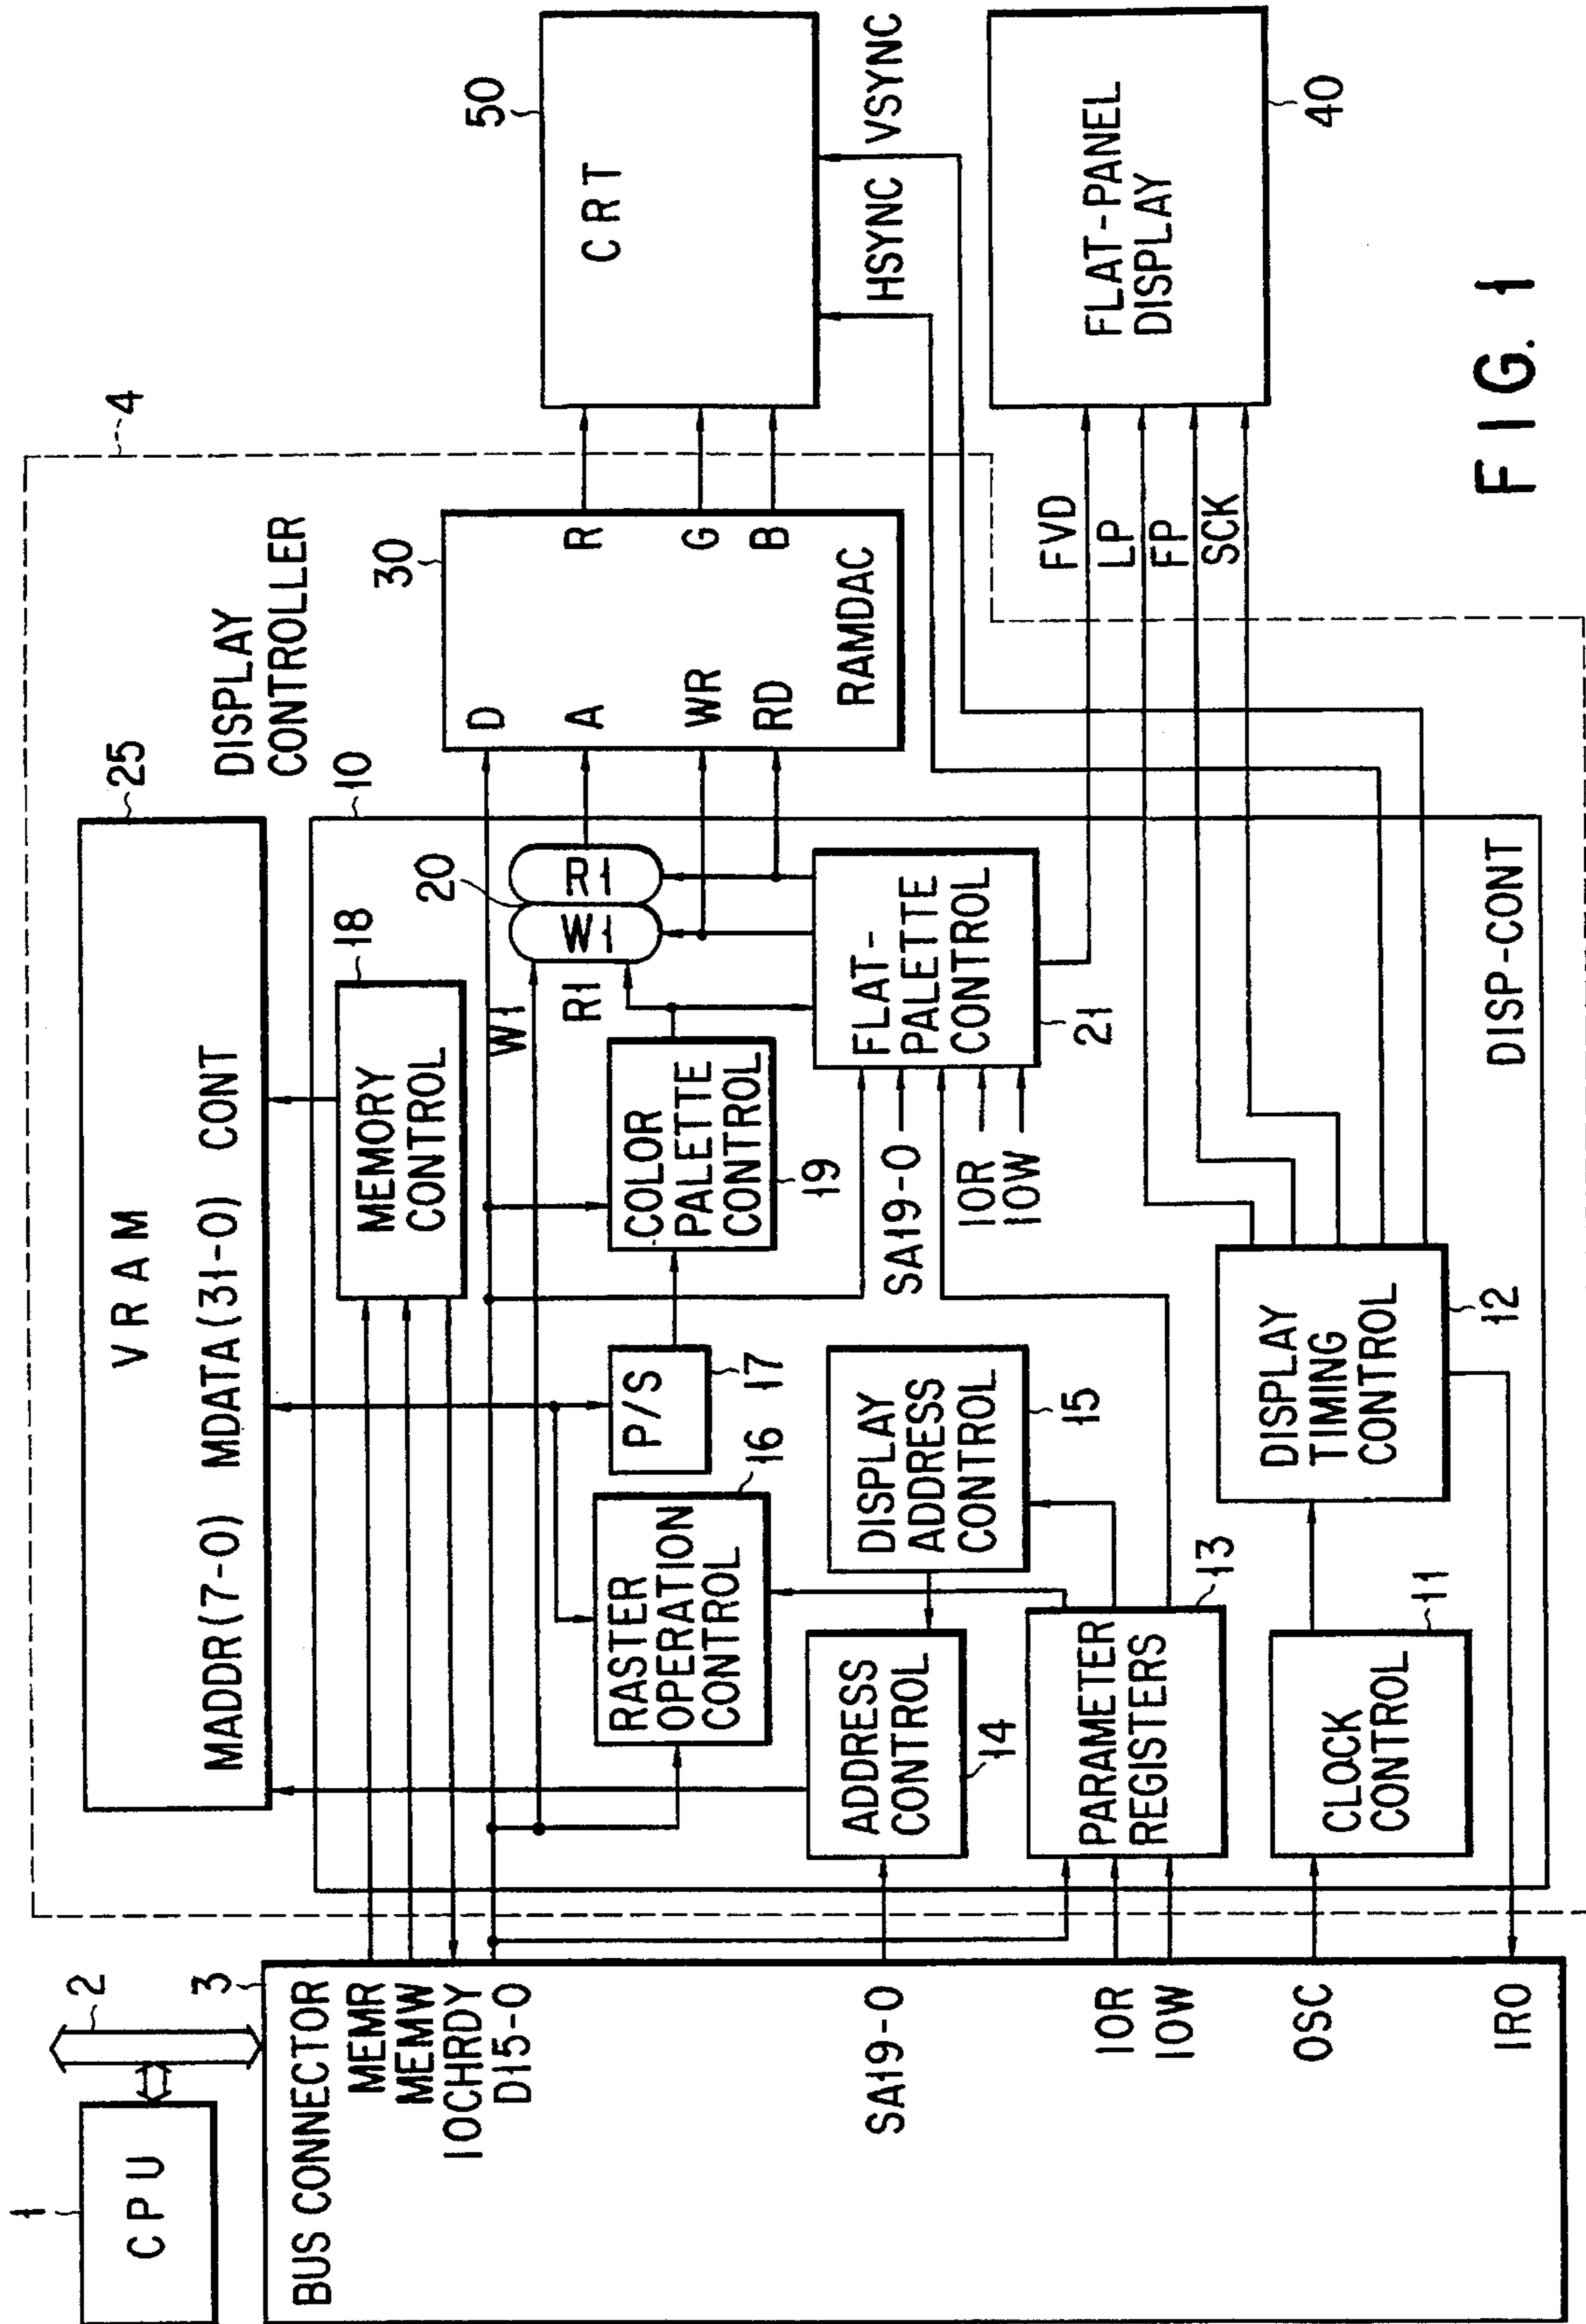 1
CPU
2
3
BUS CONNECTOR
MEMR
MEMW
IOCHRDY
D15-0
SA19-0
IOR
IOW
OSC
IRO
4
DISPLAY
CONTROLLER
25
VRAM
MADDR(7-0) MDATA(31-0) CONT
10
18
MEMORY
CONTROL
W1
R1
20
W1
R1
RASTER
OPERATION
CONTROL
16
P/S
17
COLOR
PALETTE
CONTROL
19
ADDRESS
CONTROL
14
DISPLAY
ADDRESS
CONTROL
15
SA19-0
IOR
IOW
FLAT-
PALETTE
CONTROL
21
PARAMETER
REGISTERS
13
CLOCK
CONTROL
11
DISPLAY
TIMING
CONTROL
12
DISP-CONT
30
D
A
WR
RD
R
G
B
RAMDAC
50
CRT
HSYNC
VSYNC
FVD
LP
FP
SCK
FLAT-PANEL
DISPLAY
40
FIG. 1